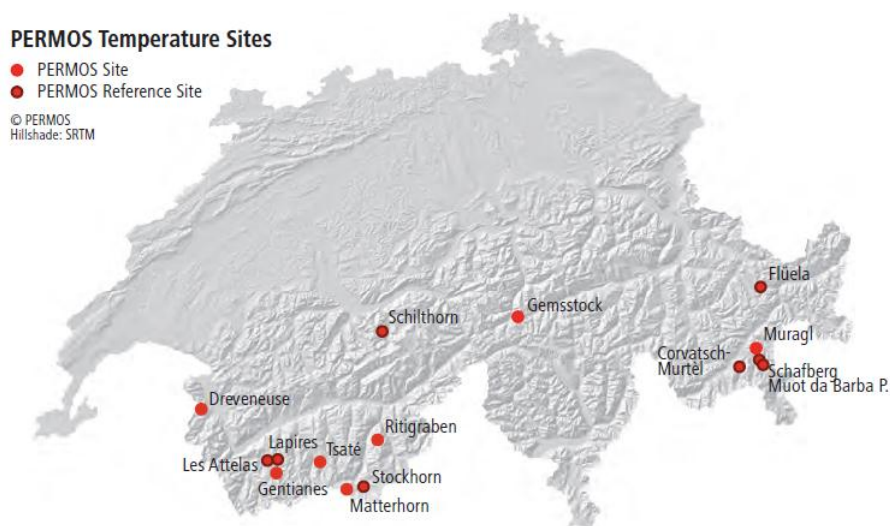 PERMOS Temperature Sites
PERMOS Site
PERMOS Reference Site
© PERMOS
Hillshade: SRTM
Flüela
Gemsstock
Schilthorn
Muragl
Corvatsch-
Murtèl
Schafberg
Muot da Barba P.
Dreveneuse
Ritigraben
Lapires
Tsaté
Les Attelas
Stockhorn
Gentianes
Matterhorn